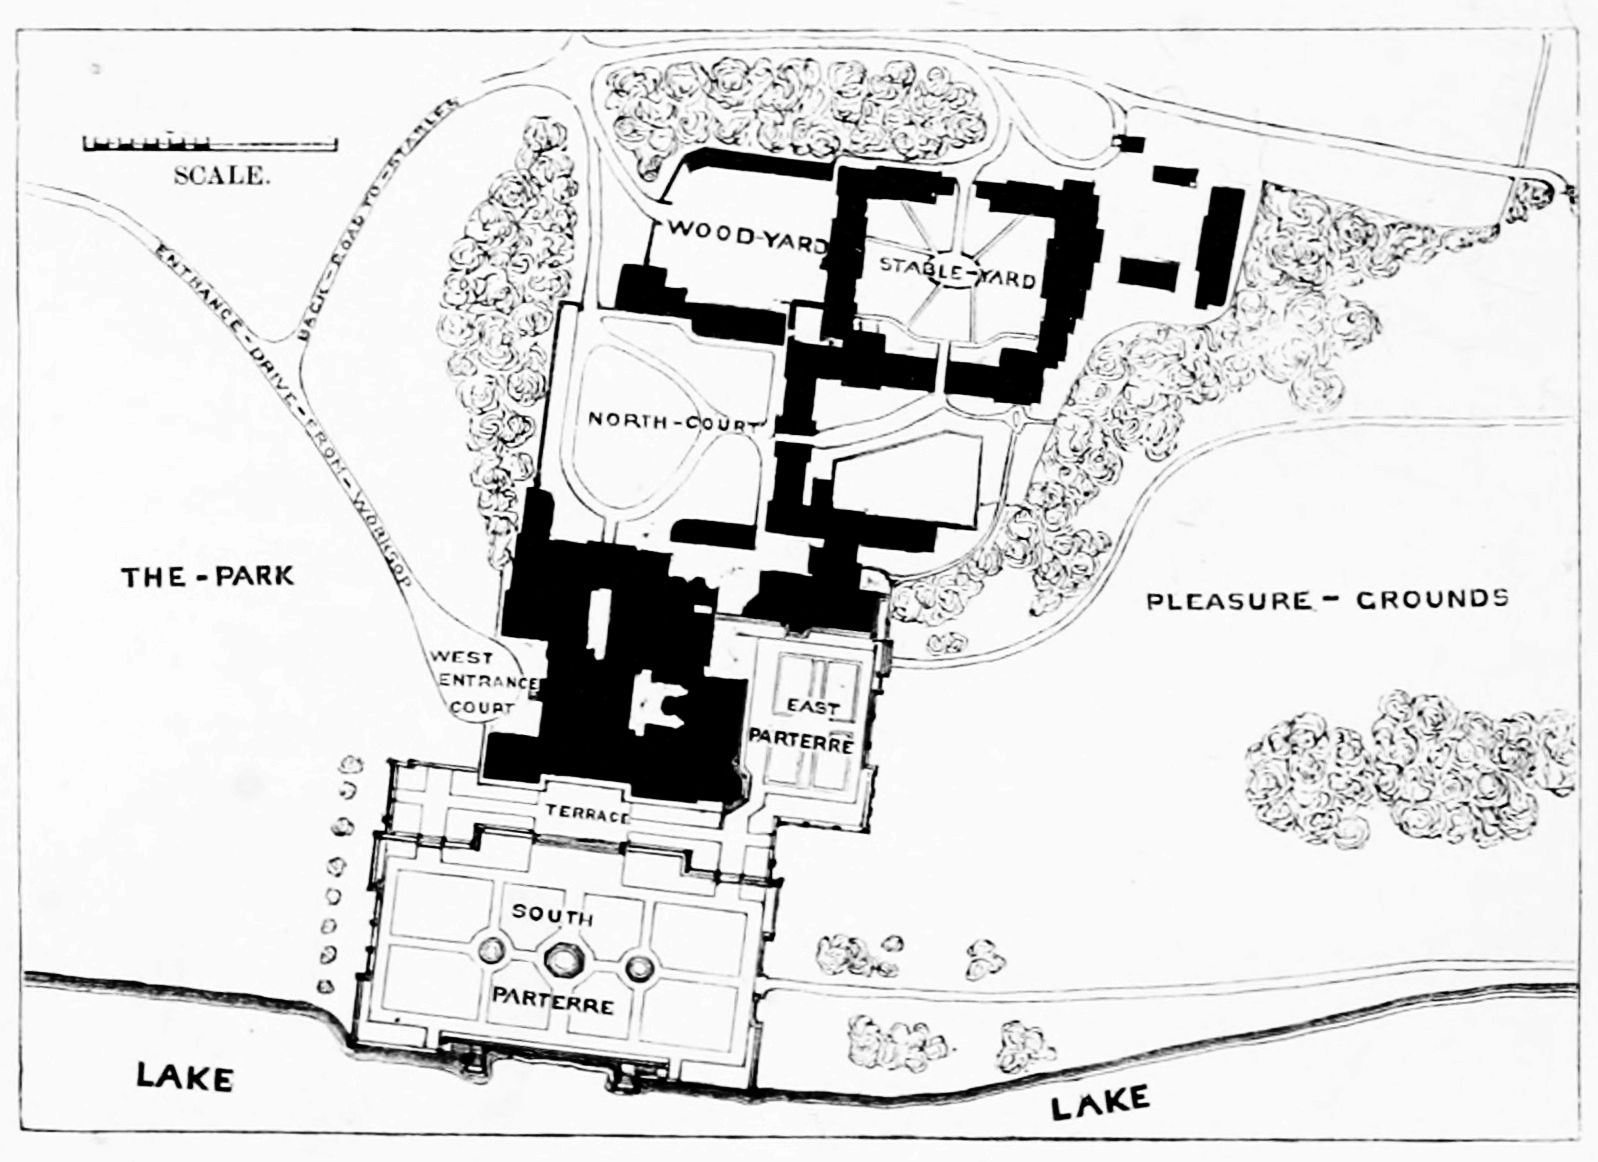 SCALE.
BACK-ROAD-TO-STABLES
ENTRANCE-DRIVE-FROM-WORKSOP
WOOD-YARD
STABLE-YARD
NORTH-COURT
THE-PARK
PLEASURE-GROUNDS
WEST
ENTRANCE
COURT
EAST
PARTERRE
TERRACE
SOUTH
PARTERRE
LAKE
LAKE